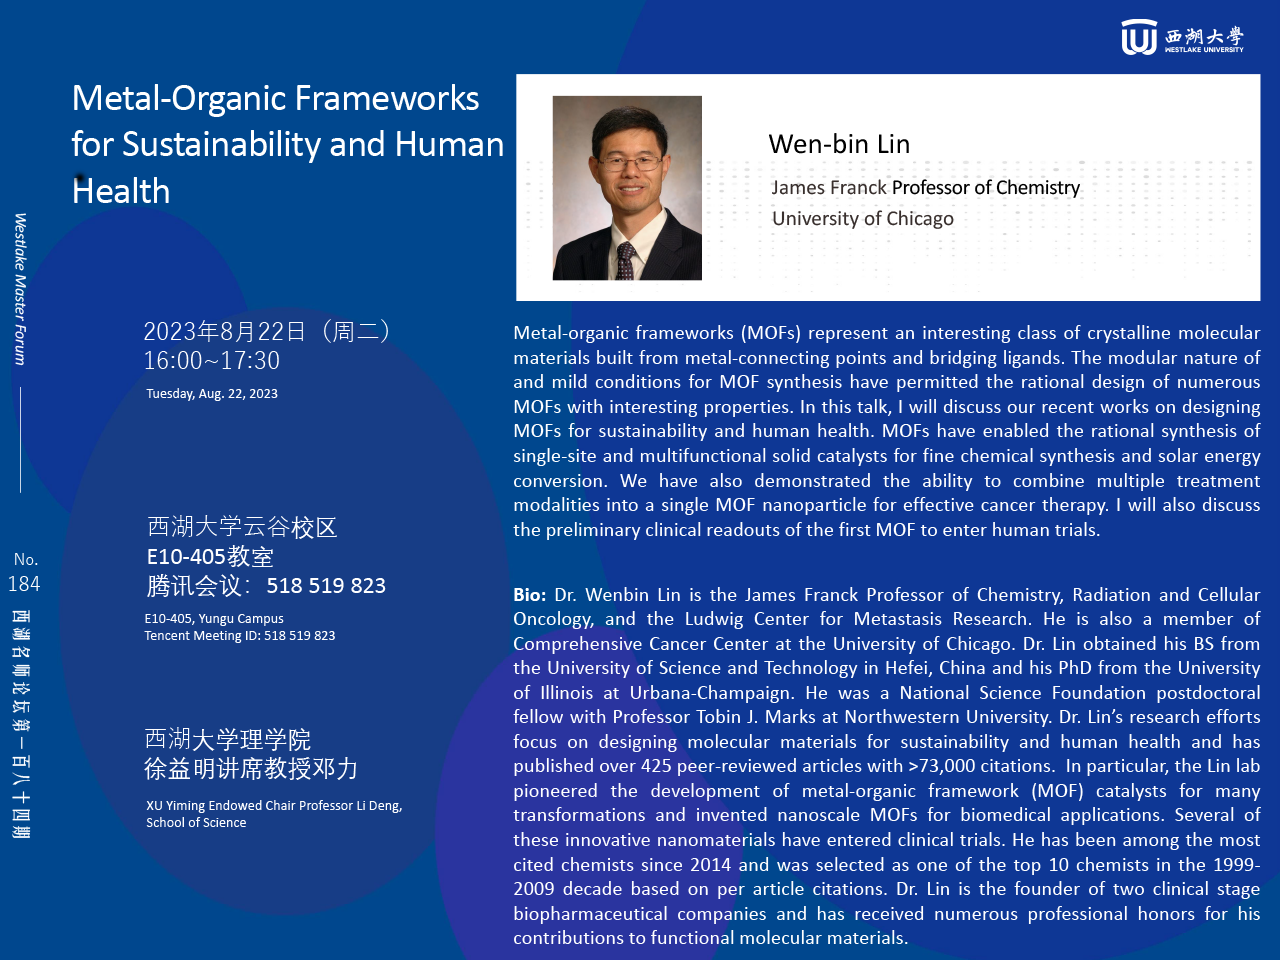 西湖大學
WESTLAKE UNIVERSITY
Metal-Organic Frameworks
for Sustainability and Human
Health
Wen-bin Lin
James Franck Professor of Chemistry
University of Chicago
Westlake Master Forum
No.
184
西湖名师论坛第一百八十四期
2023年8月22日（周二）
16:00~17:30
Tuesday, Aug. 22, 2023
西湖大学云谷校区
E10-405教室
腾讯会议：518 519 823
E10-405, Yungu Campus
Tencent Meeting ID: 518 519 823
西湖大学理学院
徐益明讲席教授邓力
XU Yiming Endowed Chair Professor Li Deng,
School of Science
Metal-organic frameworks (MOFs) represent an interesting class of crystalline molecular
materials built from metal-connecting points and bridging ligands. The modular nature of
and mild conditions for MOF synthesis have permitted the rational design of numerous
MOFs with interesting properties. In this talk, I will discuss our recent works on designing
MOFs for sustainability and human health. MOFs have enabled the rational synthesis of
single-site and multifunctional solid catalysts for fine chemical synthesis and solar energy
conversion. We have also demonstrated the ability to combine multiple treatment
modalities into a single MOF nanoparticle for effective cancer therapy. I will also discuss
the preliminary clinical readouts of the first MOF to enter human trials.
Bio: Dr. Wenbin Lin is the James Franck Professor of Chemistry, Radiation and Cellular
Oncology, and the Ludwig Center for Metastasis Research. He is also a member of
Comprehensive Cancer Center at the University of Chicago. Dr. Lin obtained his BS from
the University of Science and Technology in Hefei, China and his PhD from the University
of Illinois at Urbana-Champaign. He was a National Science Foundation postdoctoral
fellow with Professor Tobin J. Marks at Northwestern University. Dr. Lin’s research efforts
focus on designing molecular materials for sustainability and human health and has
published over 425 peer-reviewed articles with >73,000 citations.  In particular, the Lin lab
pioneered the development of metal-organic framework (MOF) catalysts for many
transformations and invented nanoscale MOFs for biomedical applications. Several of
these innovative nanomaterials have entered clinical trials. He has been among the most
cited chemists since 2014 and was selected as one of the top 10 chemists in the 1999-
2009 decade based on per article citations. Dr. Lin is the founder of two clinical stage
biopharmaceutical companies and has received numerous professional honors for his
contributions to functional molecular materials.